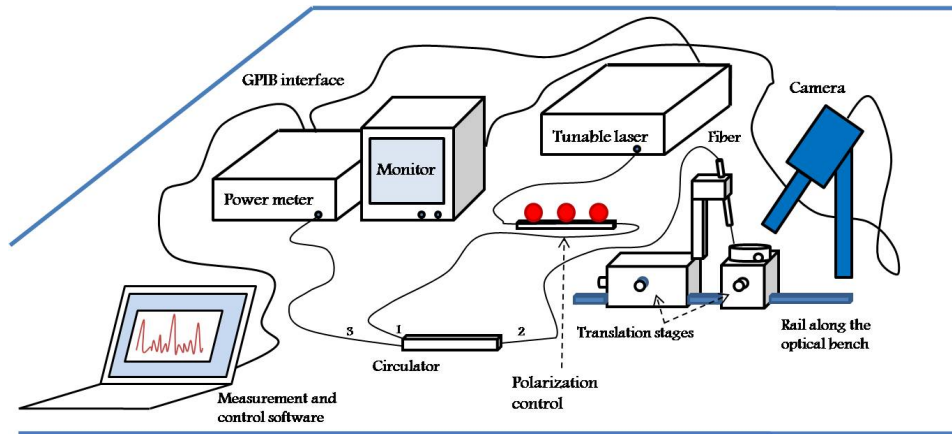 GPIB interface
Camera
Tunable laser
Fiber
Monitor
Power meter
3
1
2
Circulator
Translation stages
Rail along the
optical bench
Polarization
control
Measurement and
control software